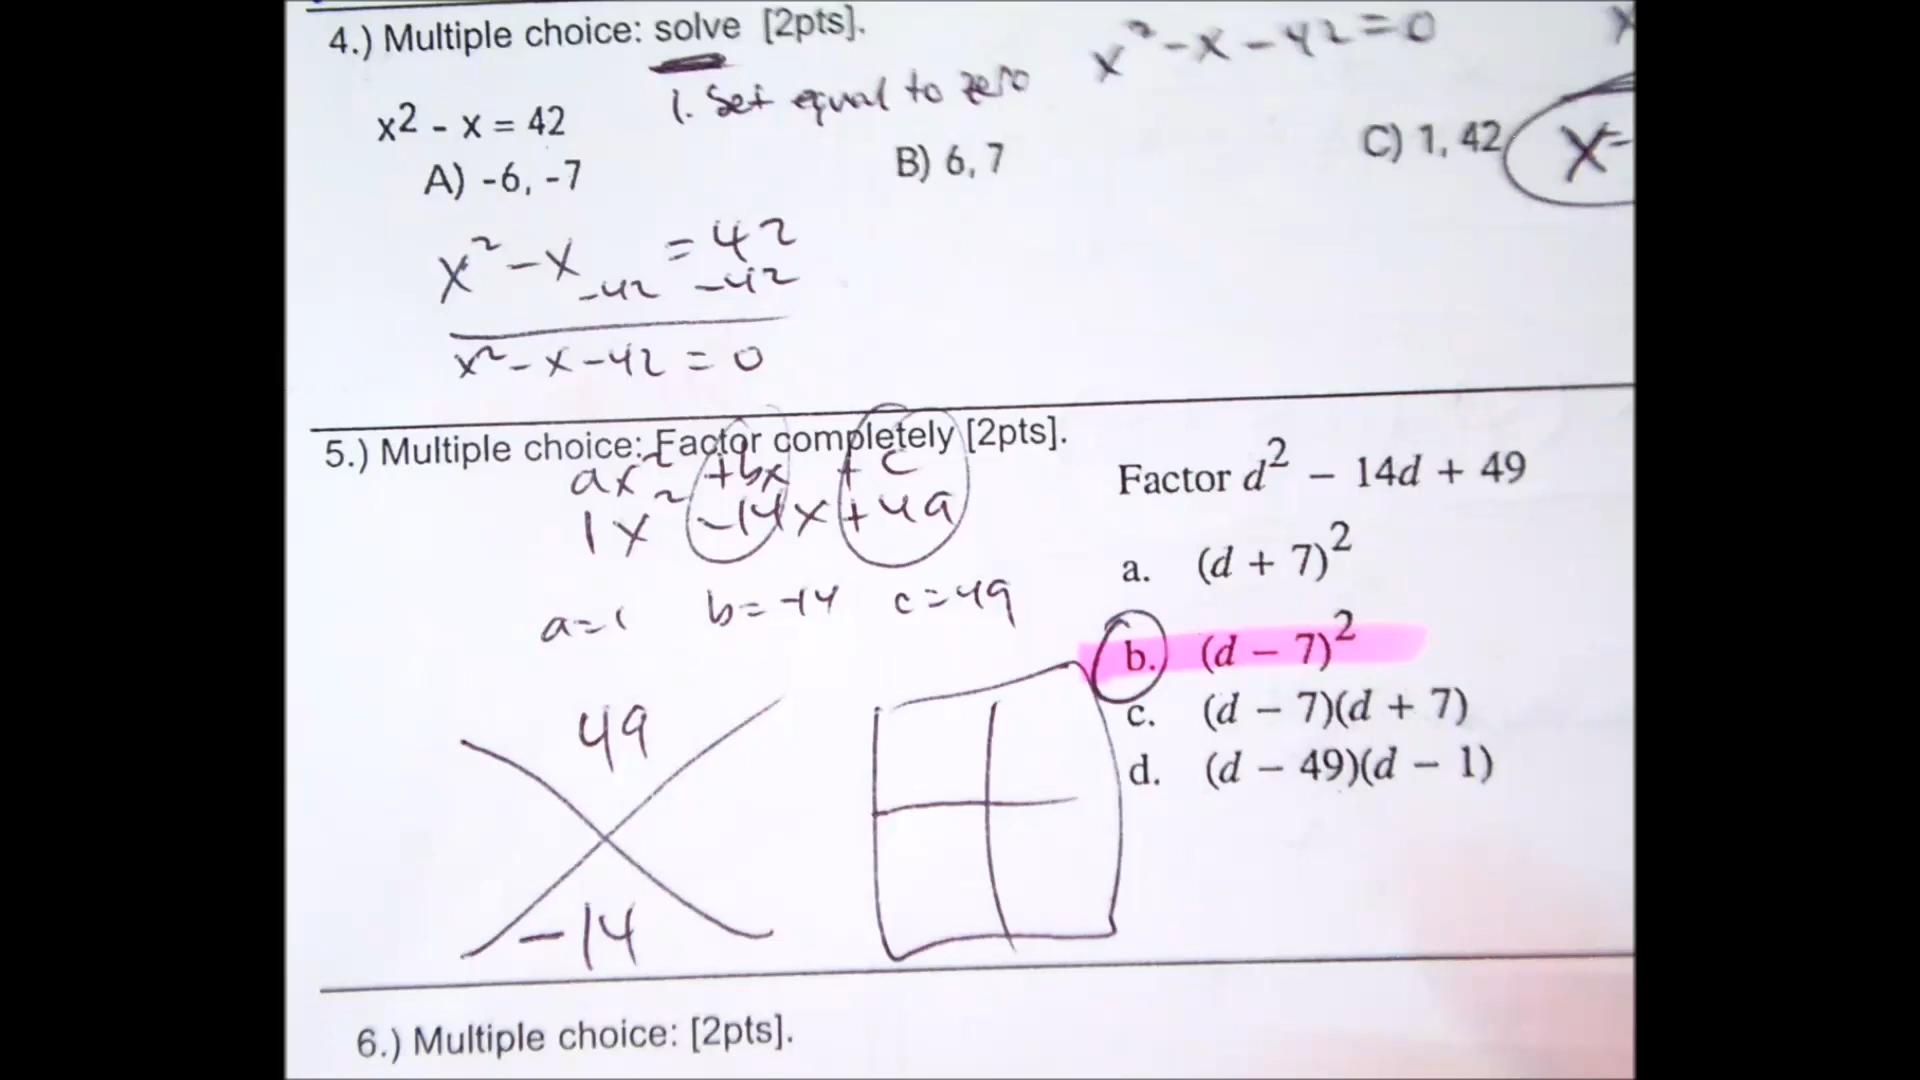 4.) Multiple choice: solve [2pts].
x² - x - 42 = 0
1. Set equal to zero
x2 - x = 42
A) -6, -7
B) 6, 7
C) 1, 42
x=
x² - x = 42
-42 -42
x² - x - 42 = 0
5.) Multiple choice: Factor completely [2pts].
ax² + bx + c
1x² - 14x + 49
a=1 b=-14 c=49
49
-14
Factor d² - 14d + 49
a. (d + 7)²
b. (d - 7)²
c. (d - 7)(d + 7)
d. (d - 49)(d - 1)
6.) Multiple choice: [2pts].